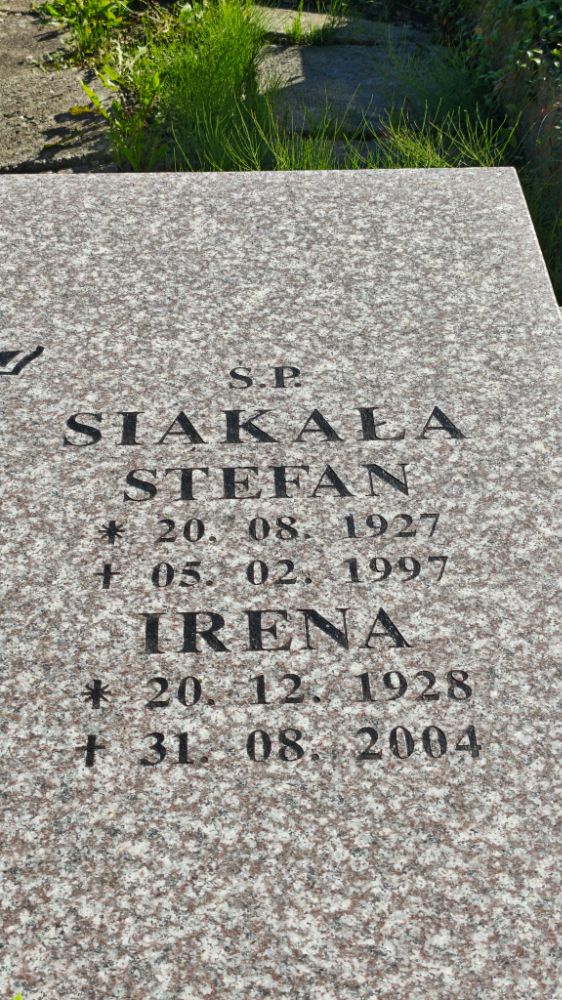 S.P.
SIAKAŁA
STEFAN
* 20. 08. 1927
✝ 05. 02. 1997
IRENA
* 20. 12. 1928
✝ 31. 08. 2004